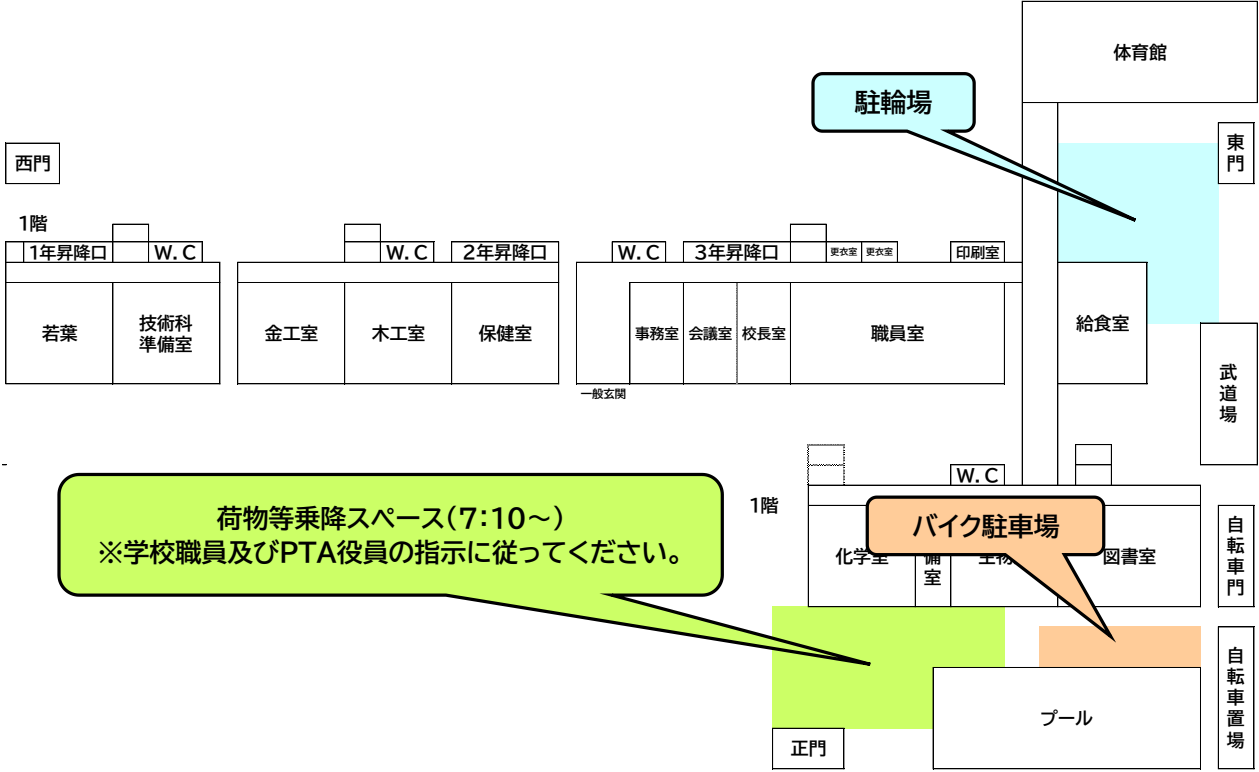 体育館
駐輪場
東門
西門
1階
1年昇降口
W.C
W.C
2年昇降口
W.C
3年昇降口
更衣室
更衣室
印刷室
若葉
技術科
準備室
金工室
木工室
保健室
事務室
会議室
校長室
職員室
給食室
一般玄関
武道場
W.C
1階
荷物等乗降スペース(7:10～)
※学校職員及びPTA役員の指示に従ってください。
バイク駐車場
化学室
備室
生物
図書室
自転車門
自転車置場
プール
正門